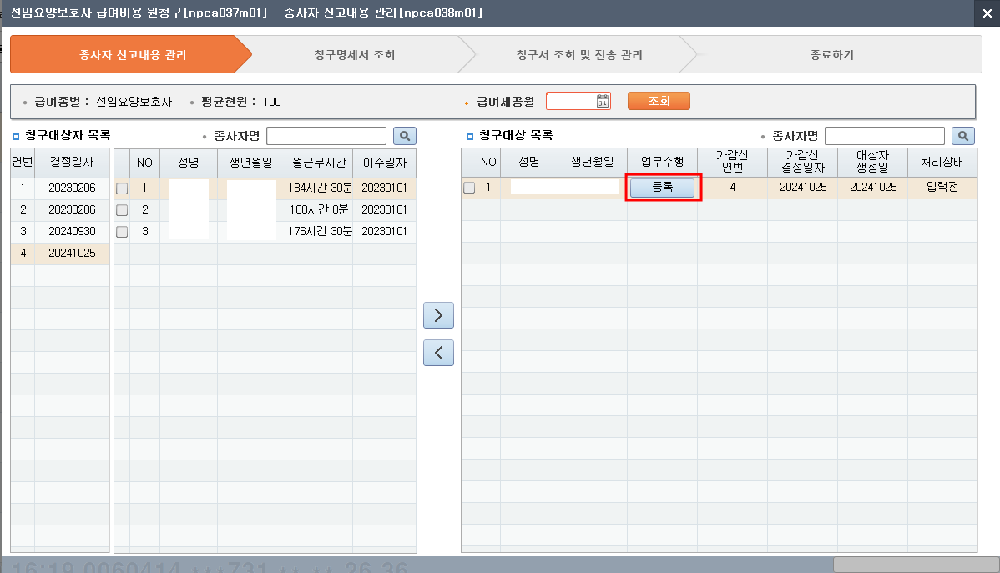 선임요양보호사 급여비용 원청구[npca037m01] - 종사자 신고내용 관리[npca038m01]
종사자 신고내용 관리 청구명세서 조회 청구서 조회 및 전송 관리 종료하기
급여종별 : 선임요양보호사 평균현원 : 100 급여제공월 31 조회
청구대상자 목록 종사자명 청구대상 목록 종사자명
연번 결정일자 NO 성명 생년월일 월근무시간 이수일자 NO 성명 생년월일 업무수행 가감산 연번 가감산 결정일자 대상자 생성일 처리상태
1 20230206 1 184시간 30분 20230101 1 등록 4 20241025 20241025 입력전
2 20230206 2 188시간 0분 20230101
3 20240930 3 176시간 30분 20230101
4 20241025
16:19 0060414 ***731 ** ** 26 36